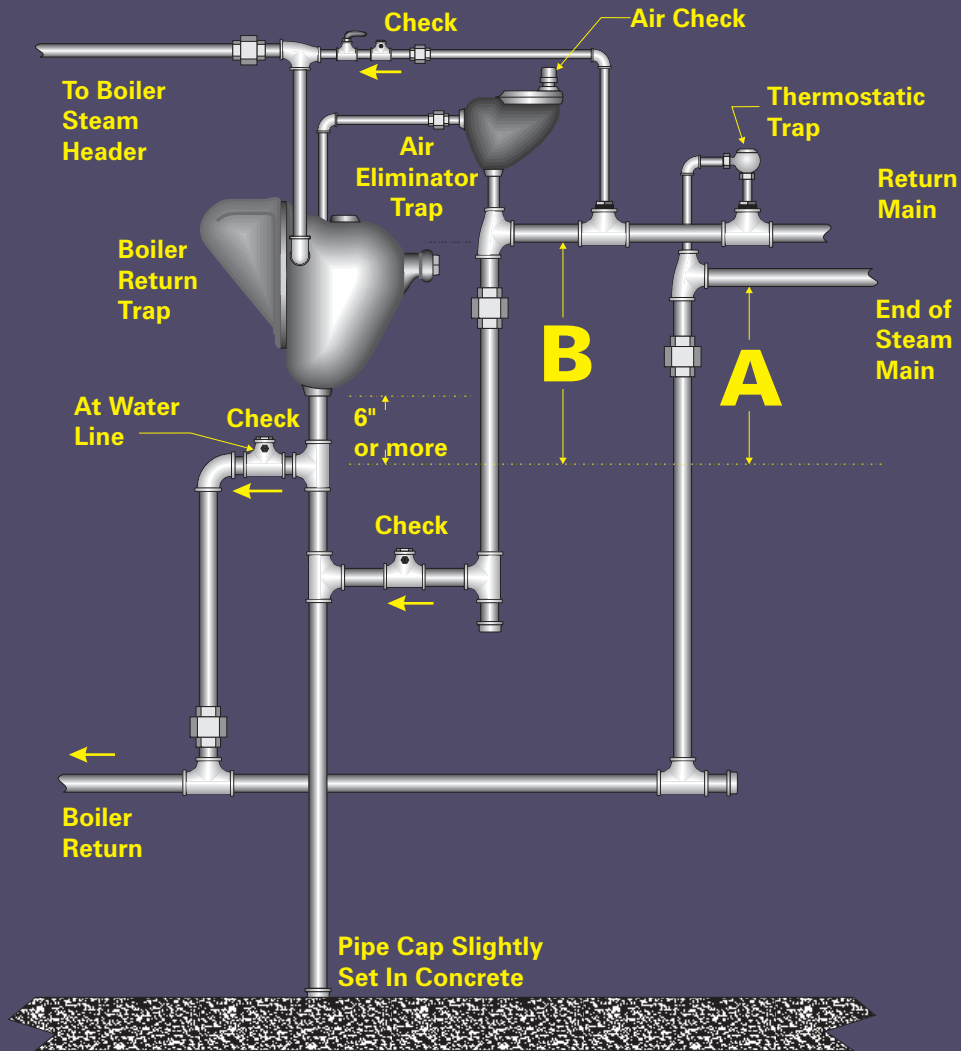 Check
Air Check
To Boiler
Steam
Header
Thermostatic
Trap
Air
Eliminator
Trap
Return
Main
Boiler
Return
Trap
End of
Steam
Main
B
A
At Water
Line
Check
6"
or more
Check
Boiler
Return
Pipe Cap Slightly
Set In Concrete